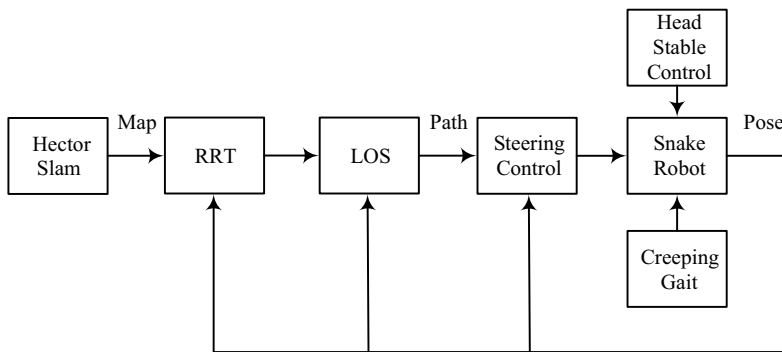 Head
Stable
Control
Map
Path
Pose
Hector
Slam
RRT
LOS
Steering
Control
Snake
Robot
Creeping
Gait